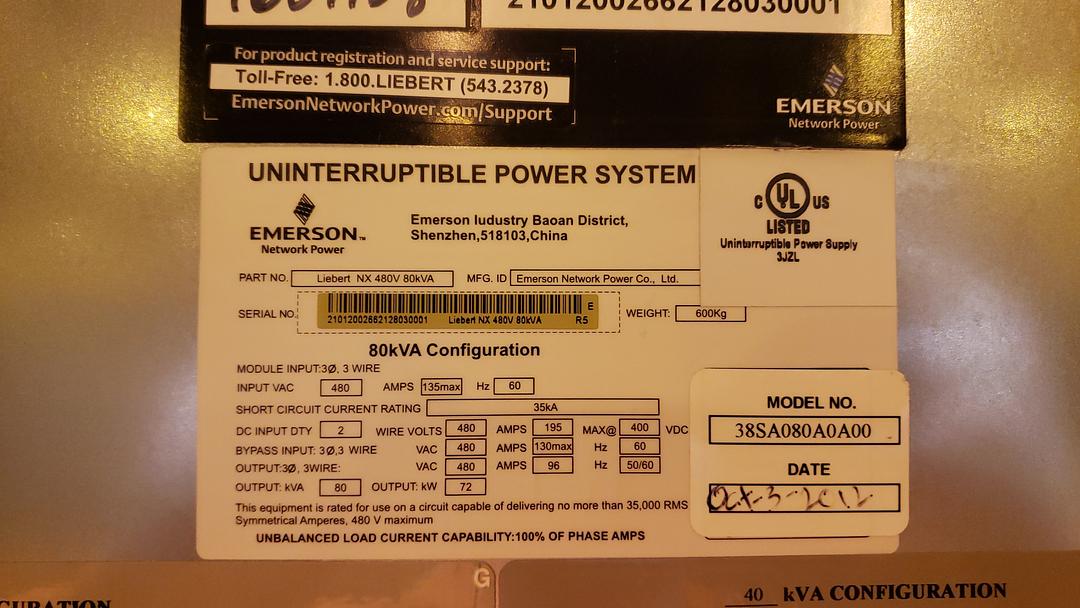 21012002662128030001
For product registration and service support:
Toll-Free: 1.800.LIEBERT (543.2378)
EmersonNetworkPower.com/Support
EMERSON
Network Power
UNINTERRUPTIBLE POWER SYSTEM
EMERSON™
Network Power
Emerson Iudustry Baoan District,
Shenzhen,518103,China
C UL US
LISTED
Uninterruptible Power Supply
3JZL
PART NO. Liebert NX 480V 80kVA MFG. ID Emerson Network Power Co., Ltd.
SERIAL NO. 21012002662128030001 Liebert NX 480V 80kVA E R5 WEIGHT: 600Kg
80kVA Configuration
MODULE INPUT:3Ø, 3 WIRE
INPUT VAC 480 AMPS 135max Hz 60
SHORT CIRCUIT CURRENT RATING 35kA
DC INPUT DTY 2 WIRE VOLTS 480 AMPS 195 MAX@ 400 VDC
BYPASS INPUT: 3Ø,3 WIRE VAC 480 AMPS 130max Hz 60
OUTPUT:3Ø, 3WIRE: VAC 480 AMPS 96 Hz 50/60
OUTPUT: kVA 80 OUTPUT: kW 72
This equipment is rated for use on a circuit capable of delivering no more than 35,000 RMS
Symmetrical Amperes, 480 V maximum
UNBALANCED LOAD CURRENT CAPABILITY:100% OF PHASE AMPS
MODEL NO.
38SA080A0A00
DATE
Oct-3-2012
G
40 kVA CONFIGURATION